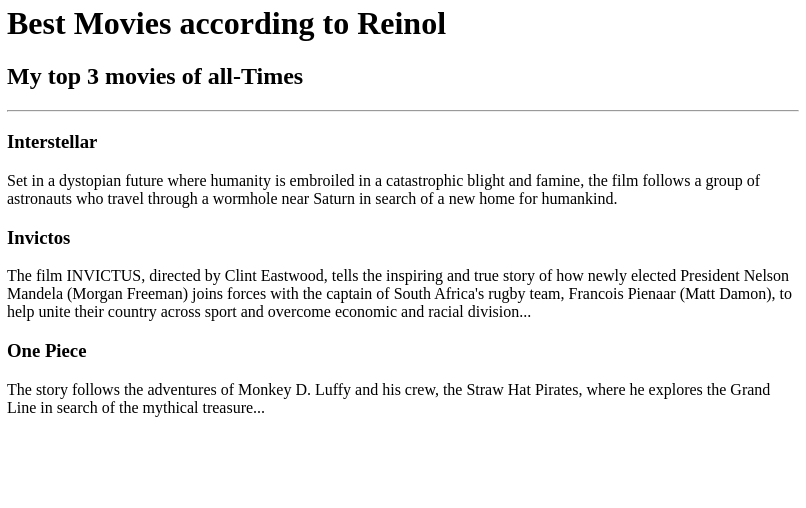 Best Movies according to Reinol
My top 3 movies of all-Times
Interstellar
Set in a dystopian future where humanity is embroiled in a catastrophic blight and famine, the film follows a group of
astronauts who travel through a wormhole near Saturn in search of a new home for humankind.
Invictos
The film INVICTUS, directed by Clint Eastwood, tells the inspiring and true story of how newly elected President Nelson
Mandela (Morgan Freeman) joins forces with the captain of South Africa's rugby team, Francois Pienaar (Matt Damon), to
help unite their country across sport and overcome economic and racial division...
One Piece
The story follows the adventures of Monkey D. Luffy and his crew, the Straw Hat Pirates, where he explores the Grand
Line in search of the mythical treasure...